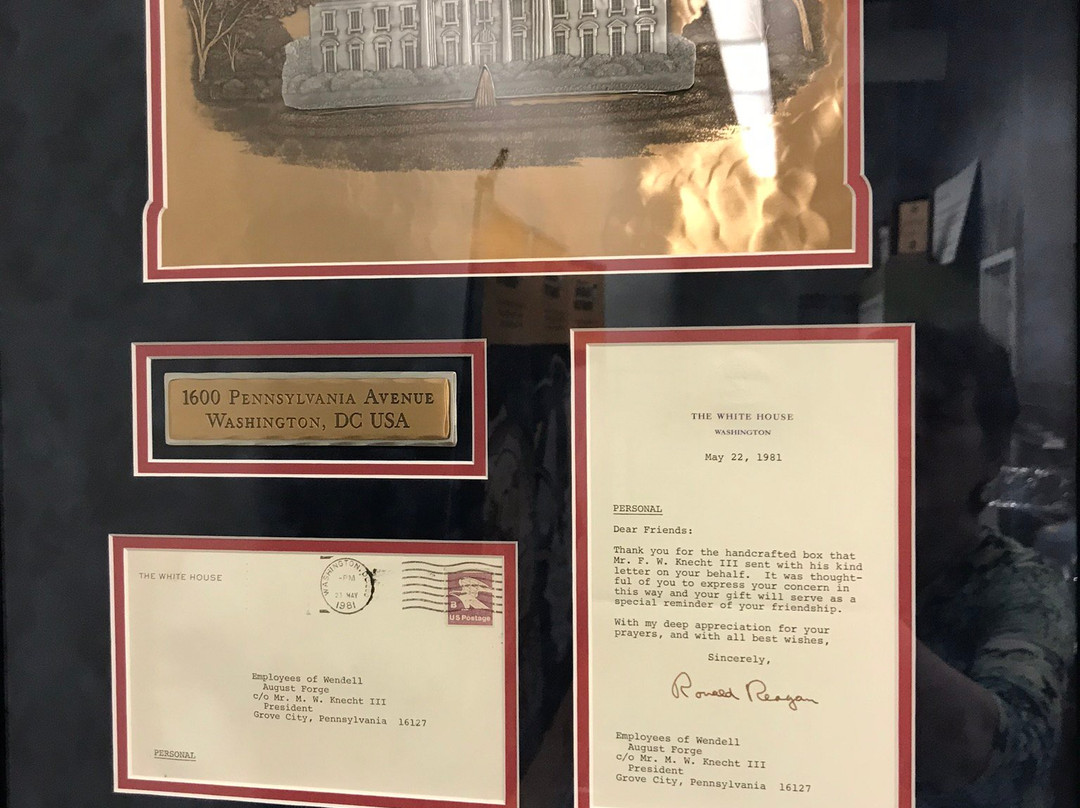 1600 PENNSYLVANIA AVENUE
WASHINGTON, DC USA
THE WHITE HOUSE
WASHINGTON, D.C.
PM
MAY
1981
B
US Postage
Employees of Wendell
August Forge
c/o Mr. M. W. Knecht III
President
Grove City, Pennsylvania 16127
PERSONAL
THE WHITE HOUSE
WASHINGTON
May 22, 1981
PERSONAL
Dear Friends:
Thank you for the handcrafted box that
Mr. F. W. Knecht III sent with his kind
letter on your behalf. It was thought-
ful of you to express your concern in
this way and your gift will serve as a
special reminder of your friendship.
With my deep appreciation for your
prayers, and with all best wishes,
Sincerely,
Ronald Reagan
Employees of Wendell
August Forge
c/o Mr. M. W. Knecht III
President
Grove City, Pennsylvania 16127